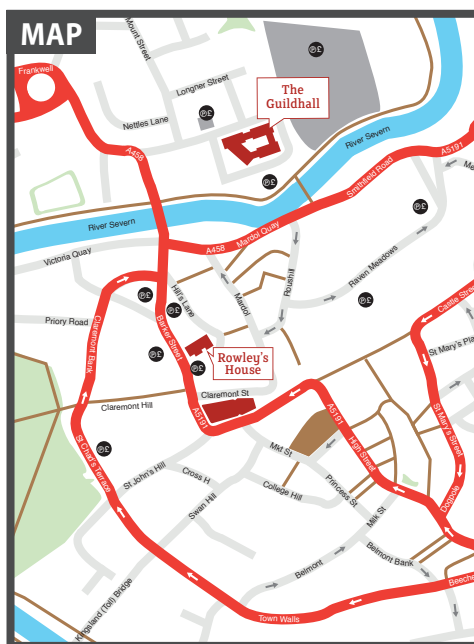 MAP
Mount Street
Frankwell
Longner Street
The
Guildhall
Nettles Lane
A458
River Severn
A5191
Smithfield Road
River Severn
Mardol Quay
A458
Victoria Quay
Hill's Lane
Mardol
Roushill
Raven Meadows
Castle Street
Priory Road
Claremont Bank
Barker Street
St Mary's Pla
Rowley's
House
Claremont St
St Mary's Street
Claremont Hill
A5191
A5191
High Street
St Chad's Terrace
St John's Hill
Cross H
Mkt St
Princess St
Dogpole
Swan Hill
College Hill
Milk St
Belmont
Belmont Bank
Kingsland (Toll) Bridge
Town Walls
Beeche
P£
P£
P£
P£
P£
P£
P£
P£
P£
P£
Me